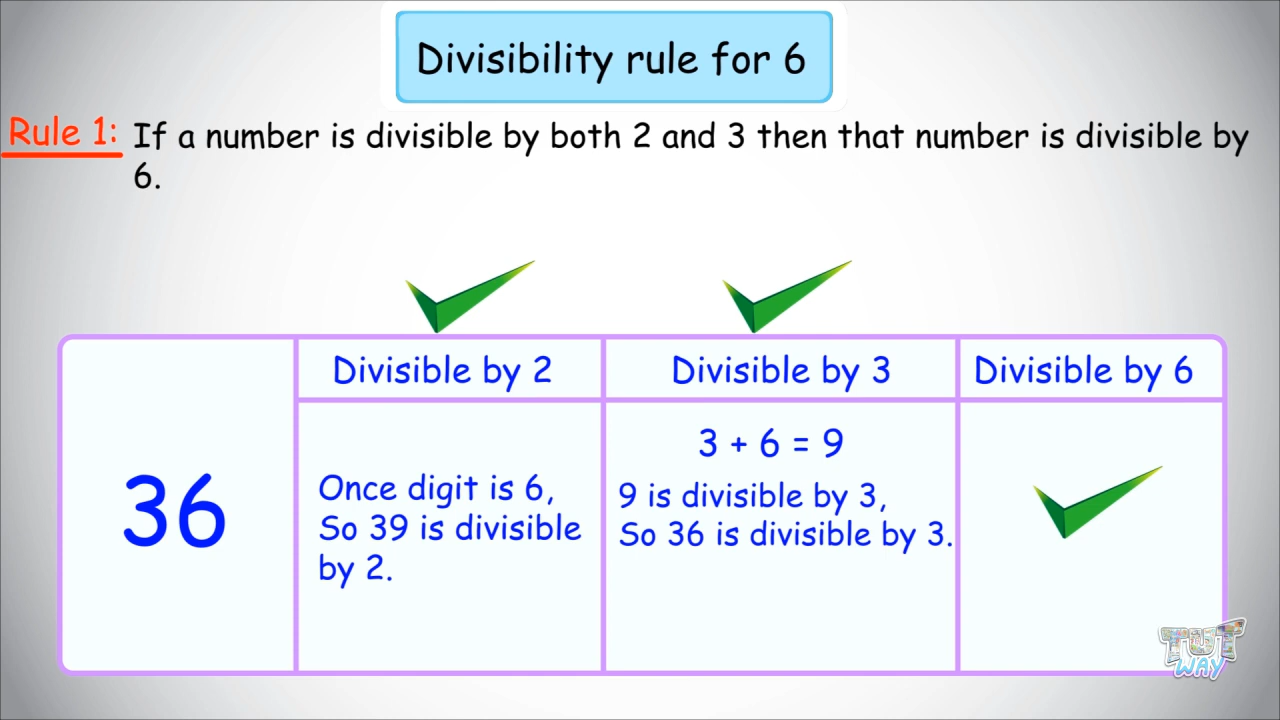 Divisibility rule for 6
Rule 1: If a number is divisible by both 2 and 3 then that number is divisible by
6.
Divisible by 2
Divisible by 3
Divisible by 6
36
Once digit is 6,
So 39 is divisible
by 2.
3 + 6 = 9
9 is divisible by 3,
So 36 is divisible by 3.
TUT
WAY